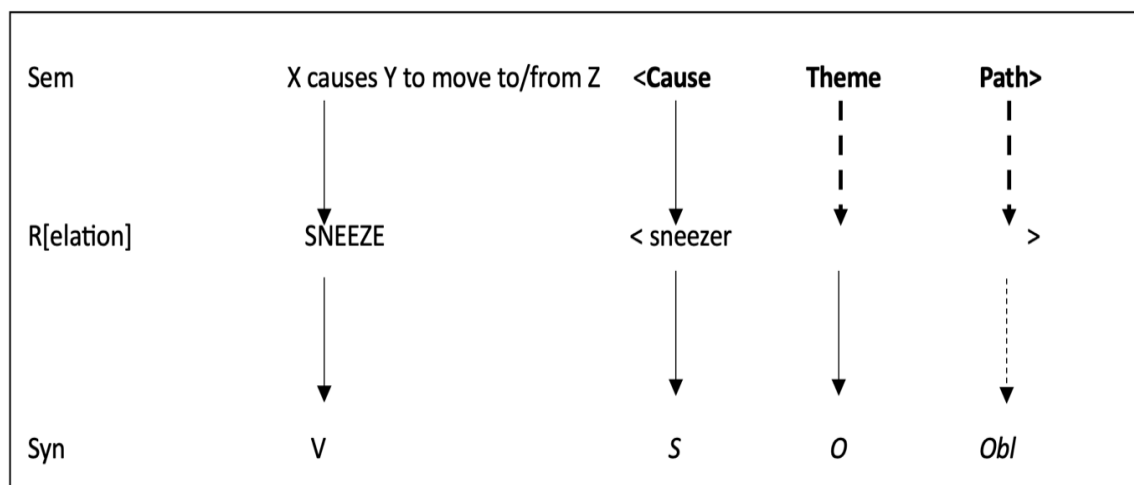 Sem X causes Y to move to/from Z <Cause Theme Path>
R[elation] SNEEZE < sneezer >
Syn V S O Obl